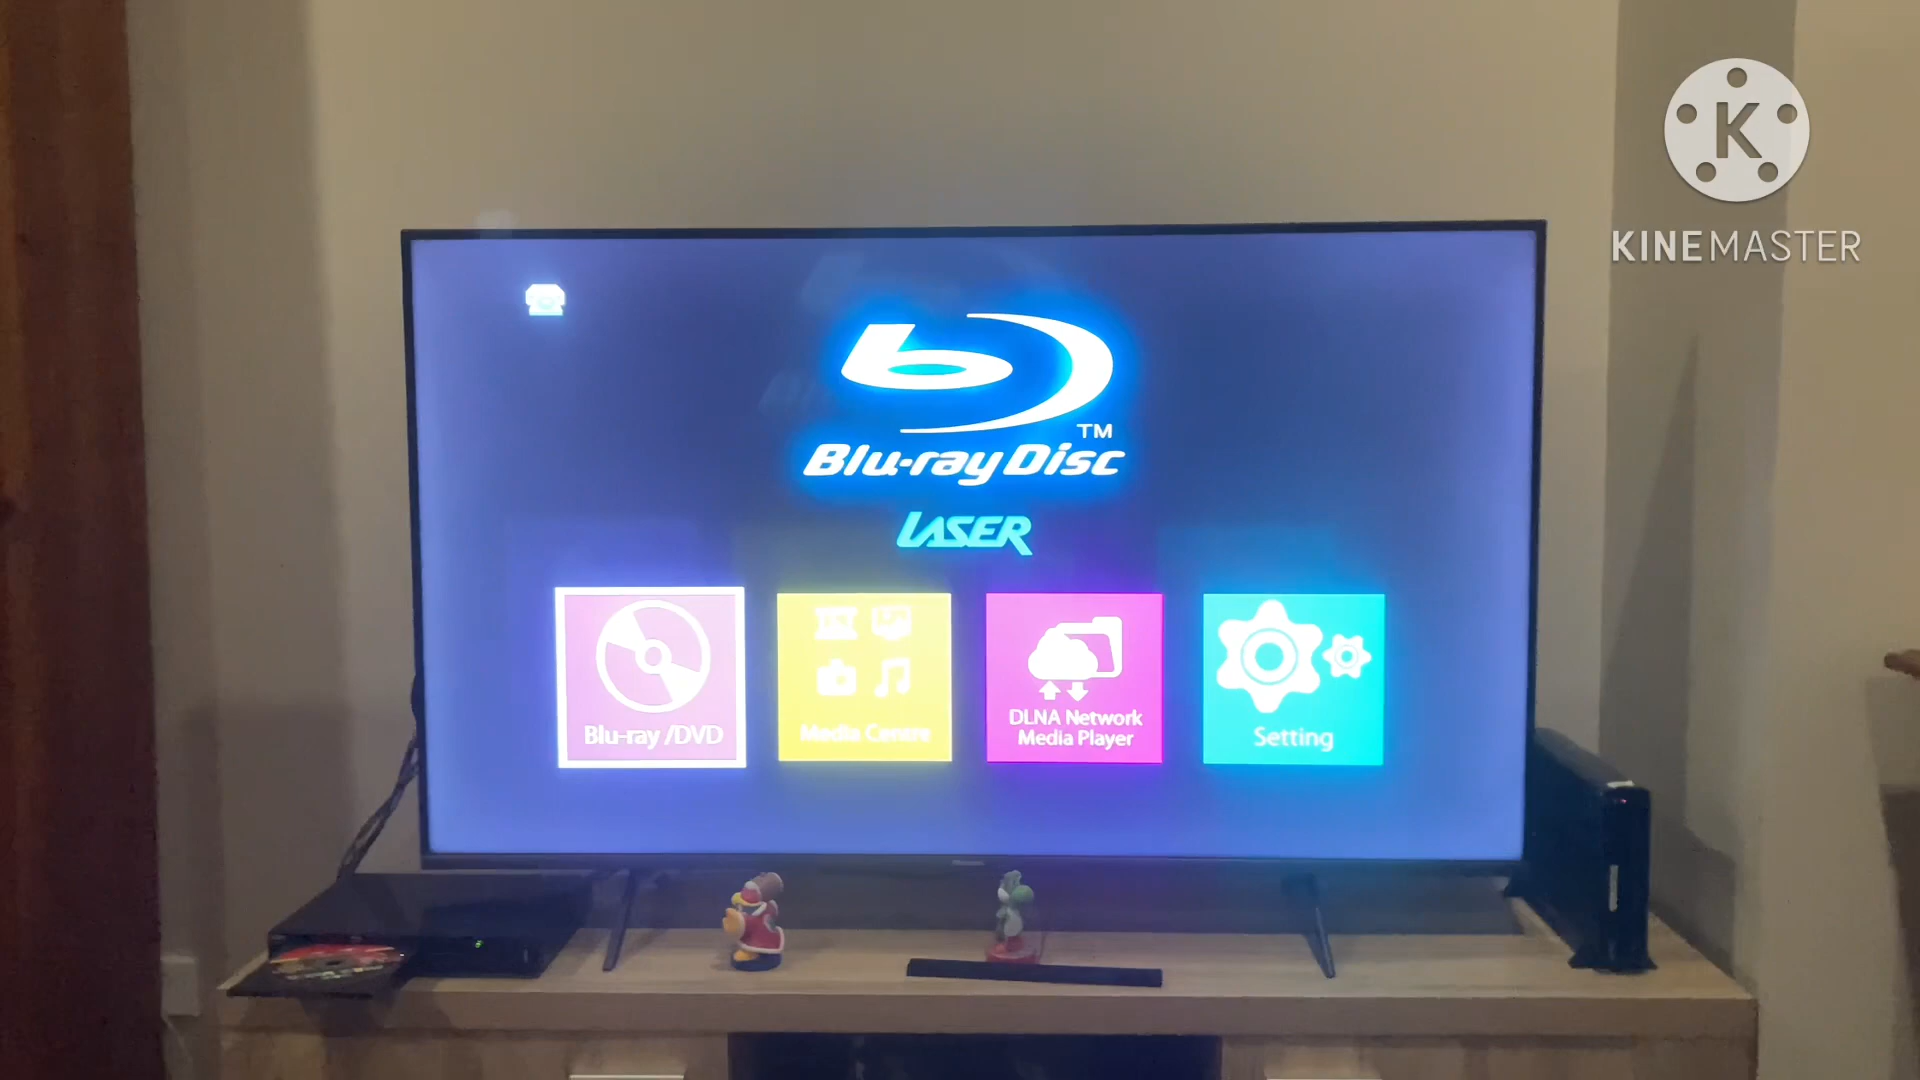 K
KINEMASTER
TM
Blu-ray Disc
LASER
Blu-ray /DVD
Media Centre
DLNA Network
Media Player
Setting